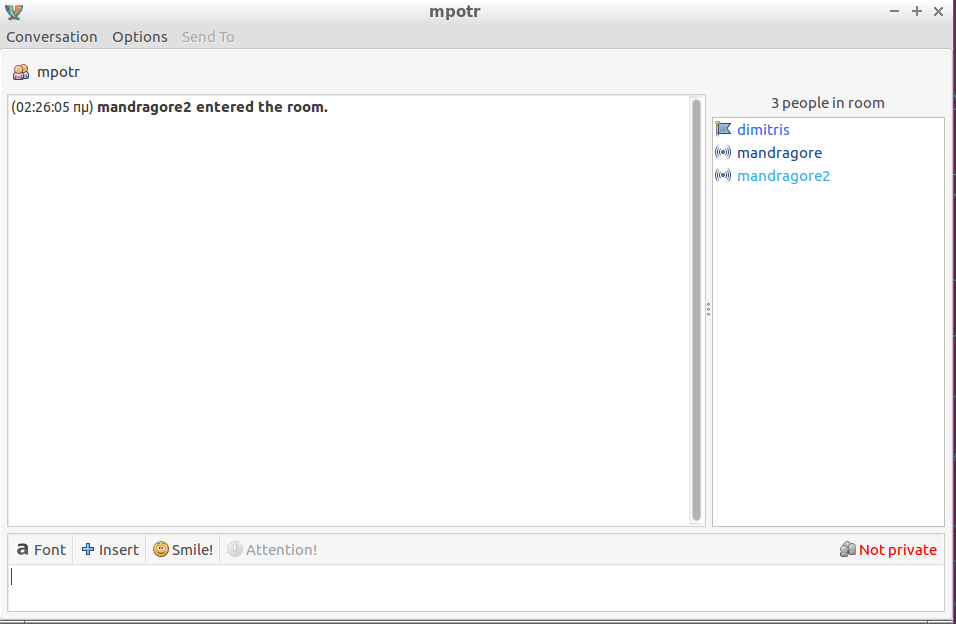 mpotr
Conversation Options Send To
mpotr
(02:26:05 πμ) mandragore2 entered the room.
3 people in room
dimitris
mandragore
mandragore2
a Font Insert Smile! Attention! Not private